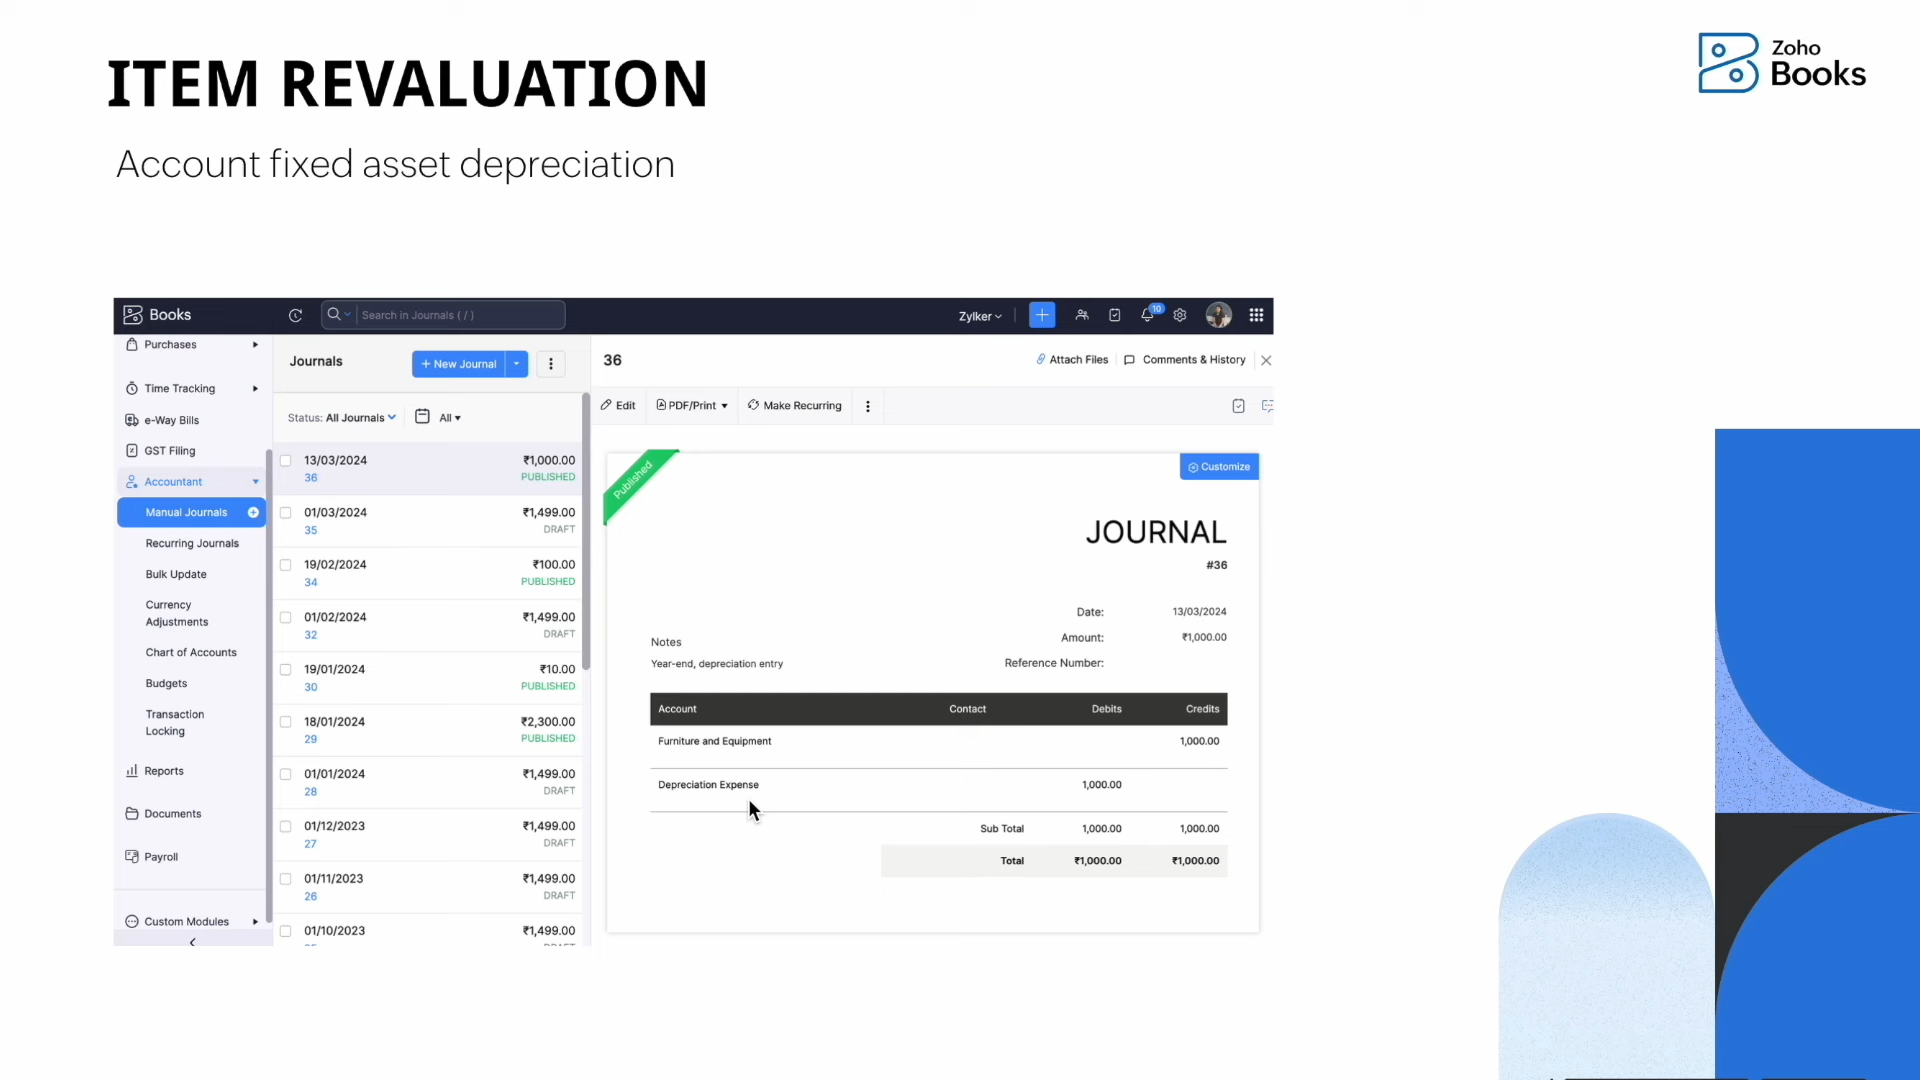 ITEM REVALUATION
Account fixed asset depreciation
Zoho
Books
Books
Search in Journals ( / )
Zylker
10
Purchases
Time Tracking
e-Way Bills
GST Filing
Accountant
Manual Journals
Recurring Journals
Bulk Update
Currency
Adjustments
Chart of Accounts
Budgets
Transaction
Locking
Reports
Documents
Payroll
Custom Modules
Journals
+ New Journal
Status: All Journals
All
13/03/2024 ₹1,000.00
36 PUBLISHED
01/03/2024 ₹1,499.00
35 DRAFT
19/02/2024 ₹100.00
34 PUBLISHED
01/02/2024 ₹1,499.00
32 DRAFT
19/01/2024 ₹10.00
30 PUBLISHED
18/01/2024 ₹2,300.00
29 PUBLISHED
01/01/2024 ₹1,499.00
28 DRAFT
01/12/2023 ₹1,499.00
27 DRAFT
01/11/2023 ₹1,499.00
26 DRAFT
01/10/2023 ₹1,499.00
36
Attach Files
Comments & History
Edit
PDF/Print
Make Recurring
Published
Customize
JOURNAL
#36
Date: 13/03/2024
Amount: ₹1,000.00
Reference Number:
Notes
Year-end, depreciation entry
Account Contact Debits Credits
Furniture and Equipment 1,000.00
Depreciation Expense 1,000.00
Sub Total 1,000.00 1,000.00
Total ₹1,000.00 ₹1,000.00